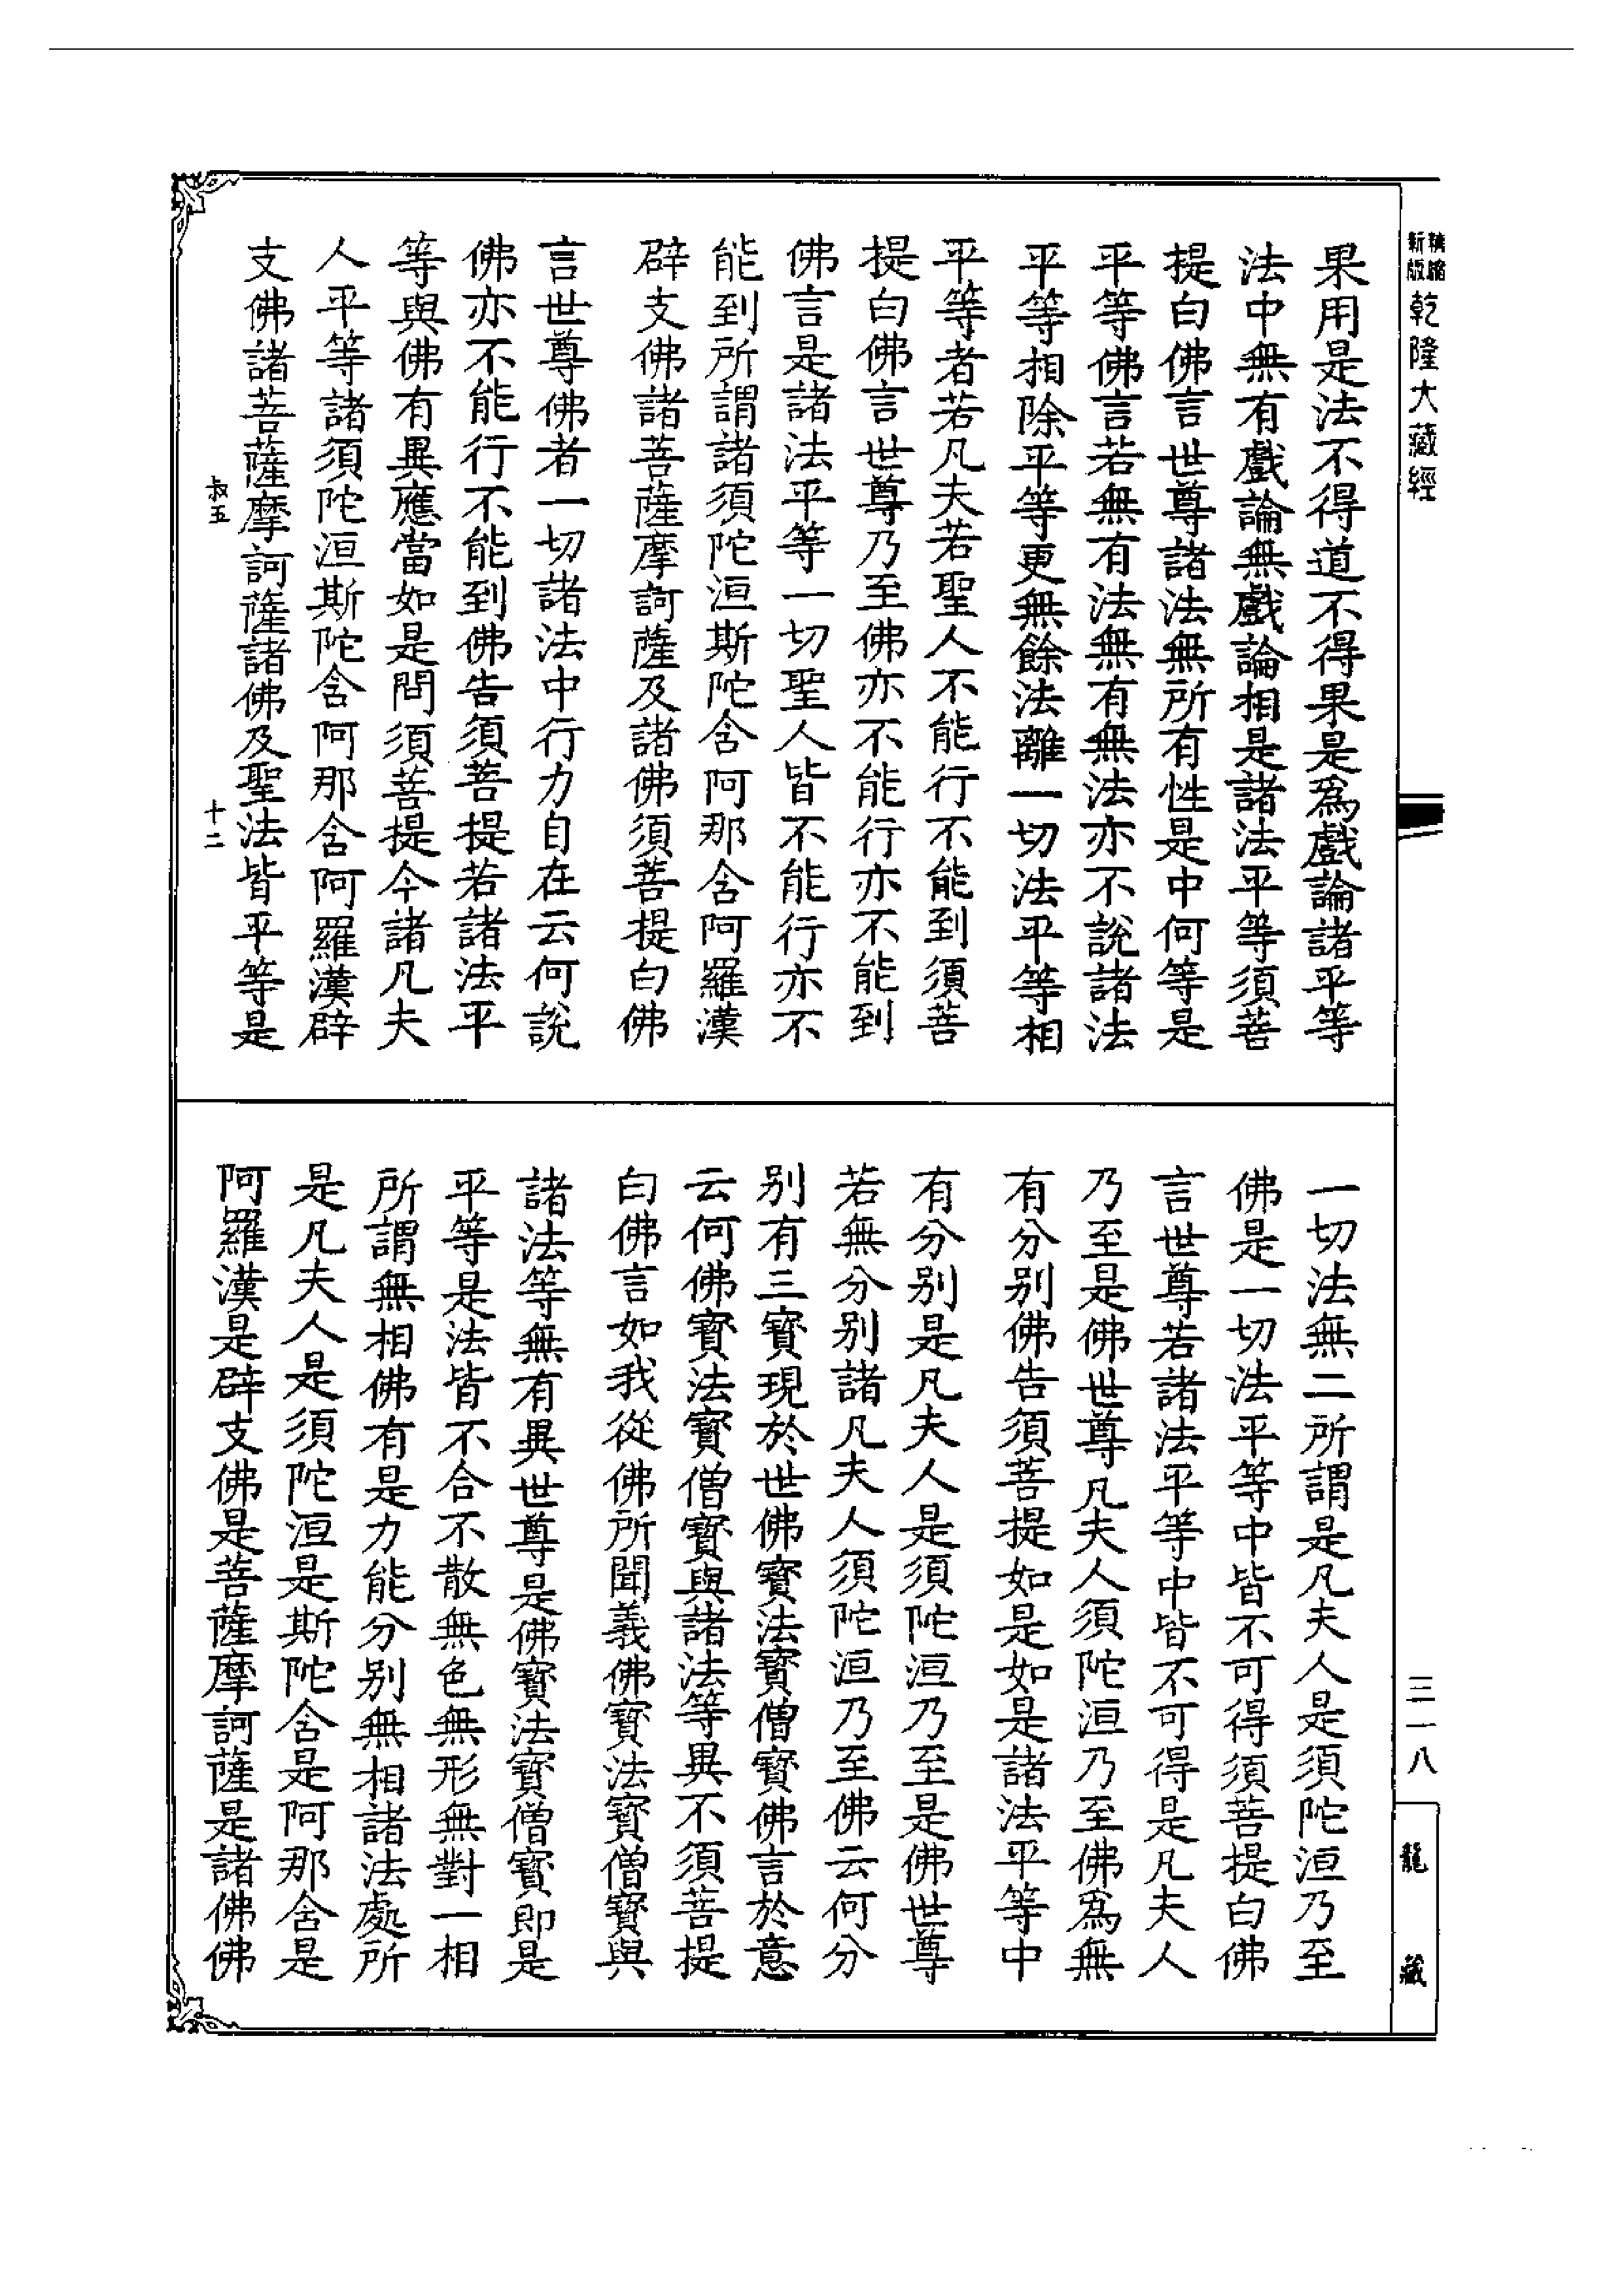 精縮
新版
乾隆大藏經
果用是法不得道不得果是爲戲論諸平等
法中無有戲論無戲論相是諸法平等須菩
提白佛言世尊諸法無所有性是中何等是
平等佛言若無有法無有無法亦不說諸法
平等相除平等更無餘法離一切法平等相
平等者若凡夫若聖人不能行不能到須菩
提白佛言世尊乃至佛亦不能行亦不能到
佛言是諸法平等一切聖人皆不能行亦不
能到所謂諸須陀洹斯陀含阿那含阿羅漢
辟支佛諸菩薩摩訶薩及諸佛須菩提白佛
言世尊佛者一切諸法中行力自在云何說
佛亦不能行不能到佛告須菩提若諸法平
等與佛有異應當如是問須菩提今諸凡夫
人平等諸須陀洹斯陀含阿那含阿羅漢辟
支佛諸菩薩摩訶薩諸佛及聖法皆平等是
叔五
十二
一切法無二所謂是凡夫人是須陀洹乃至
佛是一切法平等中皆不可得須菩提白佛
言世尊若諸法平等中皆不可得是凡夫人
乃至是佛世尊凡夫人須陀洹乃至佛爲無
有分別佛告須菩提如是如是諸法平等中
有分別是凡夫人是須陀洹乃至是佛世尊
若無分別諸凡夫人須陀洹乃至佛云何分
別有三寶現於世佛寶法寶僧寶佛言於意
云何佛寶法寶僧寶與諸法等異不須菩提
白佛言如我從佛所聞義佛寶法寶僧寶與
諸法等無有異世尊是佛寶法寶僧寶即是
平等是法皆不合不散無色無形無對一相
所謂無相佛有是力能分別無相諸法處所
是凡夫人是須陀洹是斯陀含是阿那含是
阿羅漢是辟支佛是菩薩摩訶薩是諸佛佛
三一八
龍藏